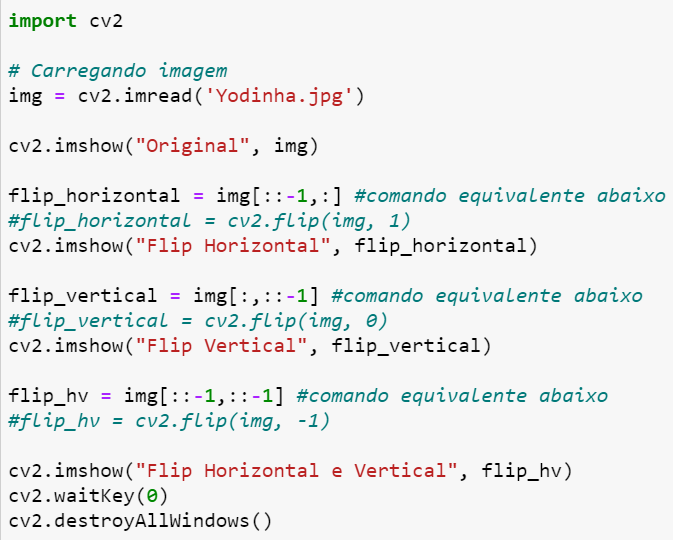 import cv2
# Carregando imagem
img = cv2.imread('Yodinha.jpg')
cv2.imshow("Original", img)
flip_horizontal = img[::-1,:] #comando equivalente abaixo
#flip_horizontal = cv2.flip(img, 1)
cv2.imshow("Flip Horizontal", flip_horizontal)
flip_vertical = img[:,::-1] #comando equivalente abaixo
#flip_vertical = cv2.flip(img, 0)
cv2.imshow("Flip Vertical", flip_vertical)
flip_hv = img[::-1,::-1] #comando equivalente abaixo
#flip_hv = cv2.flip(img, -1)
cv2.imshow("Flip Horizontal e Vertical", flip_hv)
cv2.waitKey(0)
cv2.destroyAllWindows()